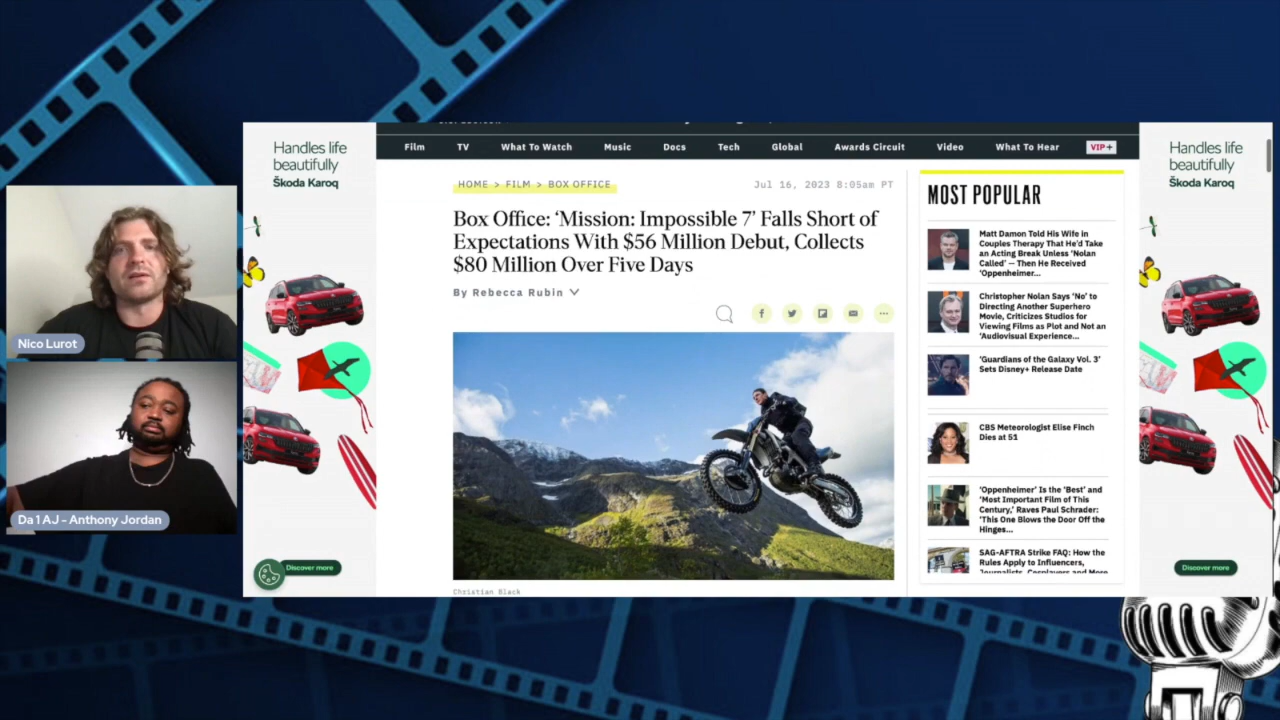 Film
TV
What To Watch
Music
Docs
Tech
Global
Awards Circuit
Video
What To Hear
VIP+
Handles life
beautifully
Škoda Karoq
Discover more
Nico Lurot
Da 1 AJ - Anthony Jordan
HOME > FILM > BOX OFFICE
Jul 16, 2023 8:05am PT
Box Office: ‘Mission: Impossible 7’ Falls Short of
Expectations With $56 Million Debut, Collects
$80 Million Over Five Days
By Rebecca Rubin
Christian Black
MOST POPULAR
Matt Damon Told His Wife in
Couples Therapy That He’d Take
an Acting Break Unless ‘Nolan
Called’ — Then He Received
‘Oppenheimer...
Christopher Nolan Says ‘No’ to
Directing Another Superhero
Movie, Criticizes Studios for
Viewing Films as Plot and Not an
‘Audiovisual Experience...
‘Guardians of the Galaxy Vol. 3’
Sets Disney+ Release Date
CBS Meteorologist Elise Finch
Dies at 51
‘Oppenheimer’ Is the ‘Best’ and
‘Most Important Film of This
Century,’ Raves Paul Schrader:
‘This One Blows the Door Off the
Hinges...
SAG-AFTRA Strike FAQ: How the
Rules Apply to Influencers,
Journalists, Cosplayers and More
Handles life
beautifully
Škoda Karoq
Discover more